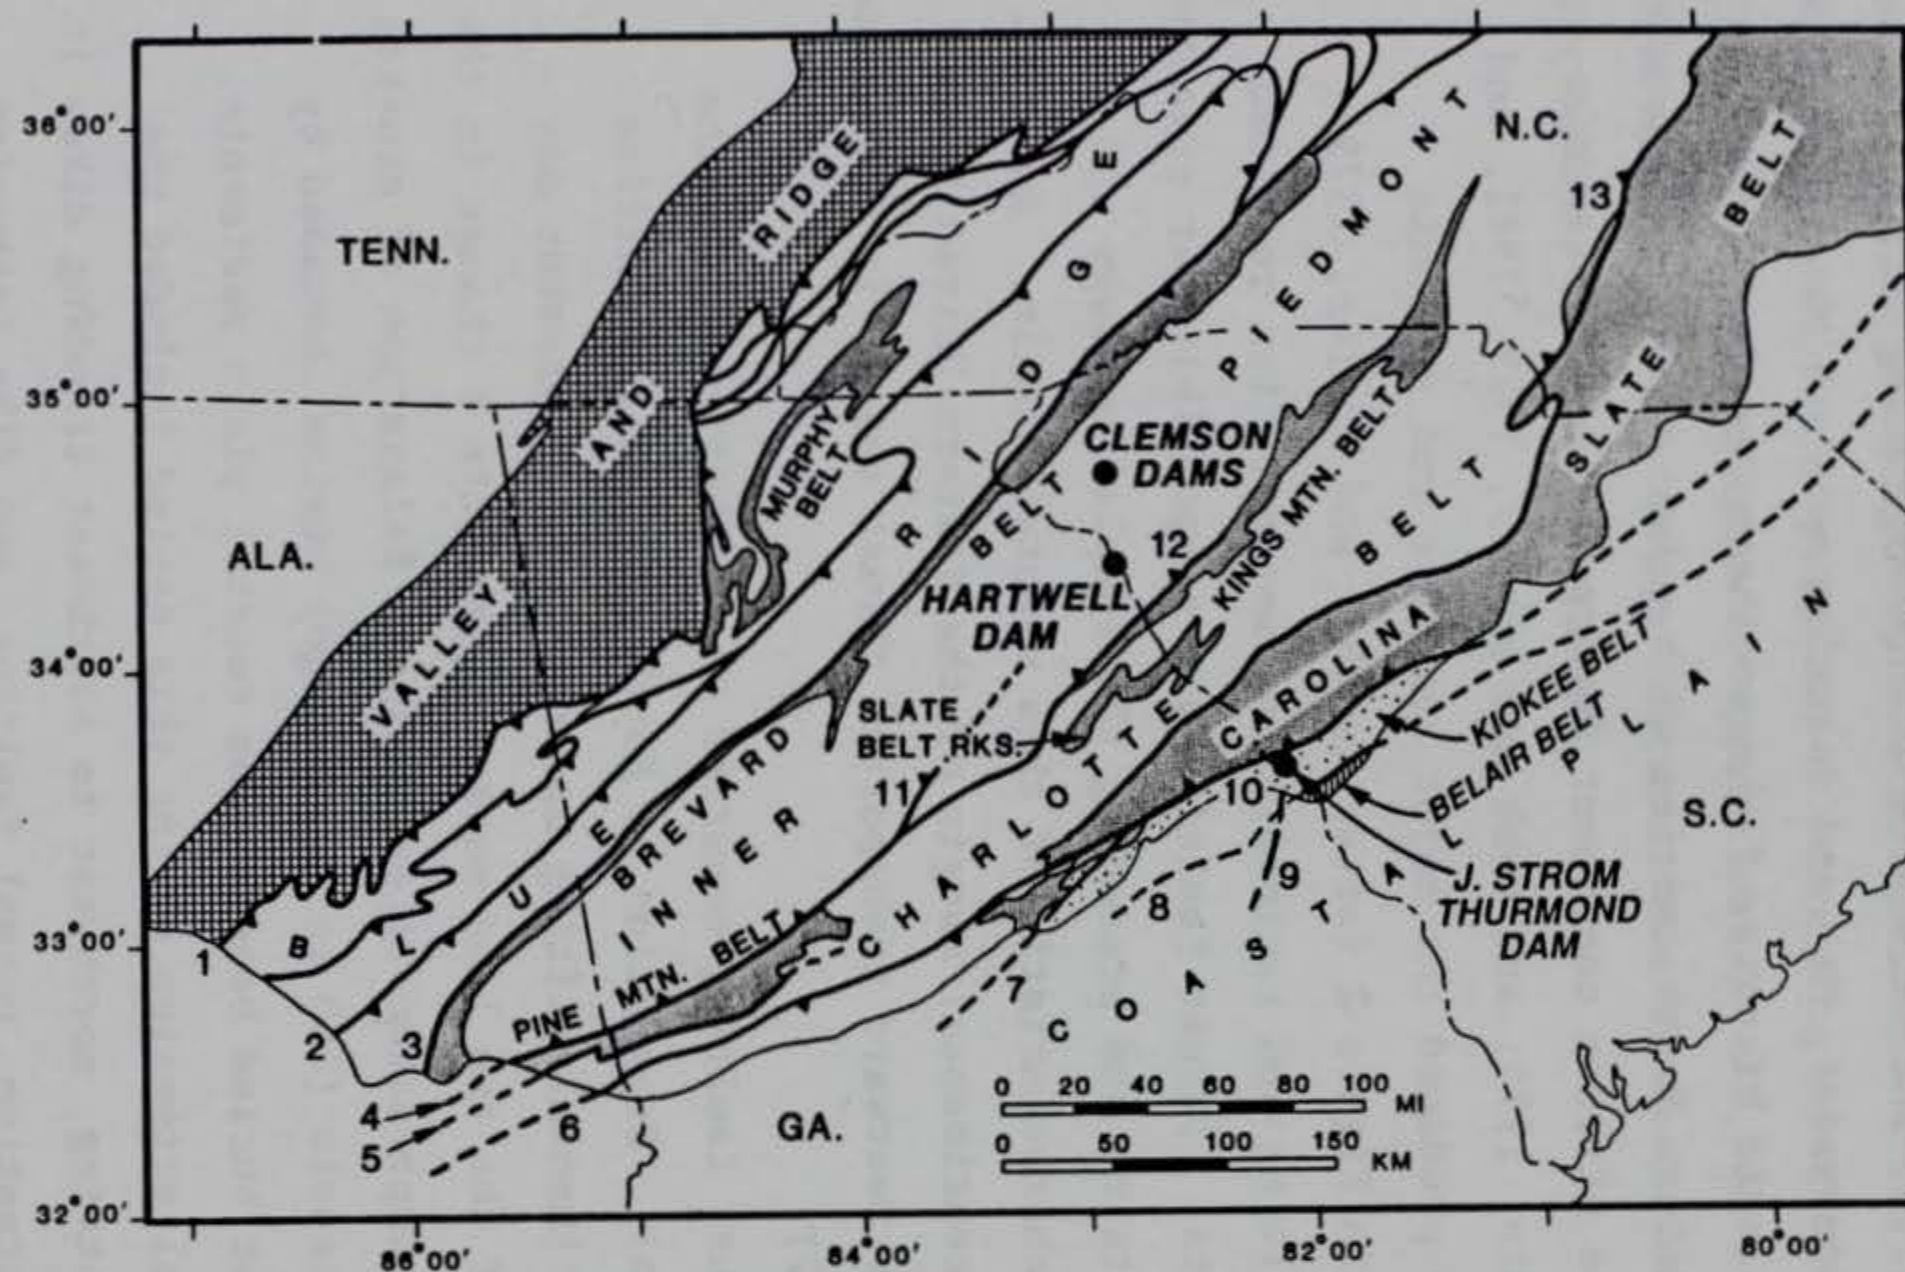 36°00'
35°00'
34°00'
33°00'
32°00'
86°00'
84°00'
82°00'
80°00'
TENN.
N.C.
ALA.
GA.
S.C.
VALLEY AND RIDGE
BLUE RIDGE
MURPHY
BELT
BREVARD BELT
INNER PIEDMONT
CLEMSON
DAMS
HARTWELL
DAM
KINGS MTN. BELT
SLATE
BELT RKS.
PINE MTN. BELT
CHARLOTTE BELT
CAROLINA SLATE BELT
KIOKEE BELT
BELAIR BELT
J. STROM
THURMOND
DAM
COASTAL PLAIN
1
2
3
4
5
6
7
8
9
10
11
12
13
0 20 40 60 80 100 MI
0 50 100 150 KM